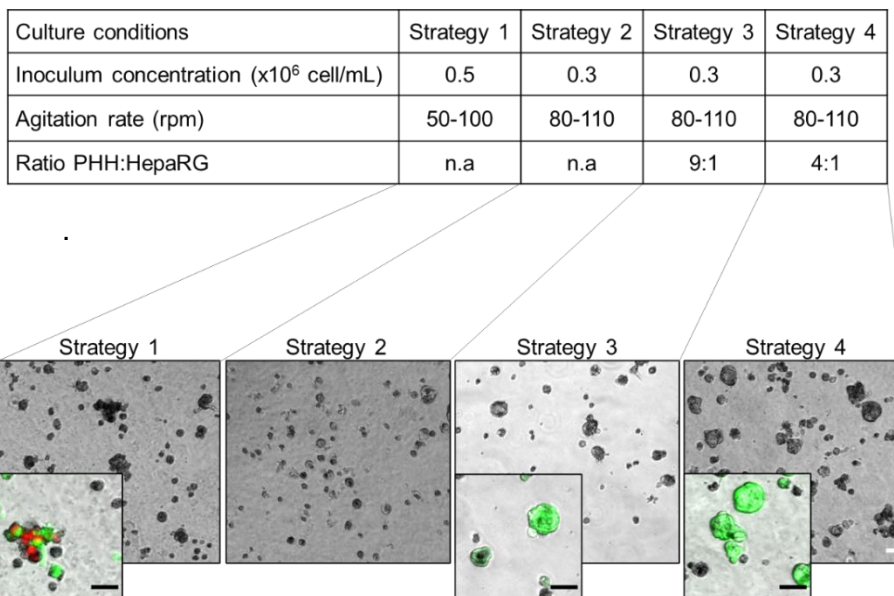 Culture conditions Strategy 1 Strategy 2 Strategy 3 Strategy 4
Inoculum concentration (x10⁶ cell/mL) 0.5 0.3 0.3 0.3
Agitation rate (rpm) 50-100 80-110 80-110 80-110
Ratio PHH:HepaRG n.a n.a 9:1 4:1
.
Strategy 1 Strategy 2 Strategy 3 Strategy 4